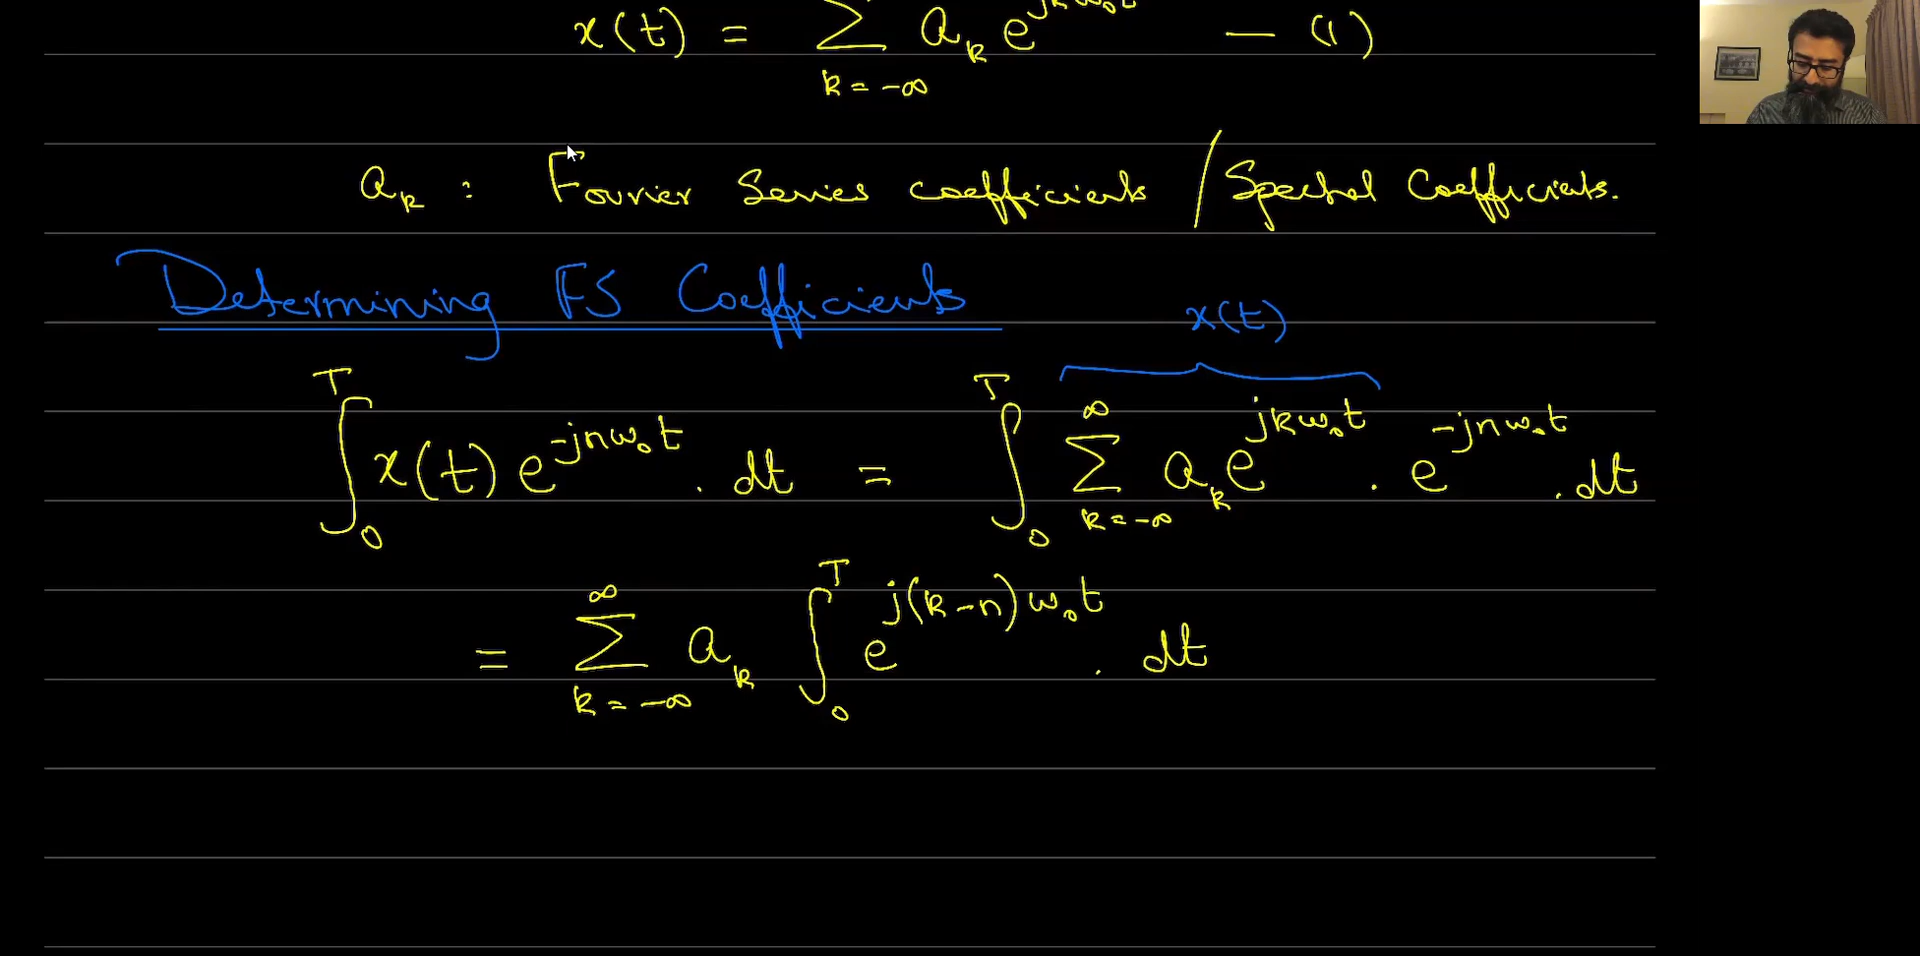 x(t) = Σ_{k=-∞} a_k e^{jkω₀t} — (1)
a_k : Fourier Series coefficients / Spectral Coefficients.
Determining FS Coefficients
x(t)
∫_0^T x(t) e^{-jnω₀t} . dt = ∫_0^T Σ_{k=-∞}^{∞} a_k e^{jkω₀t} . e^{-jnω₀t} . dt
= Σ_{k=-∞}^{∞} a_k ∫_0^T e^{j(k-n)ω₀t} . dt